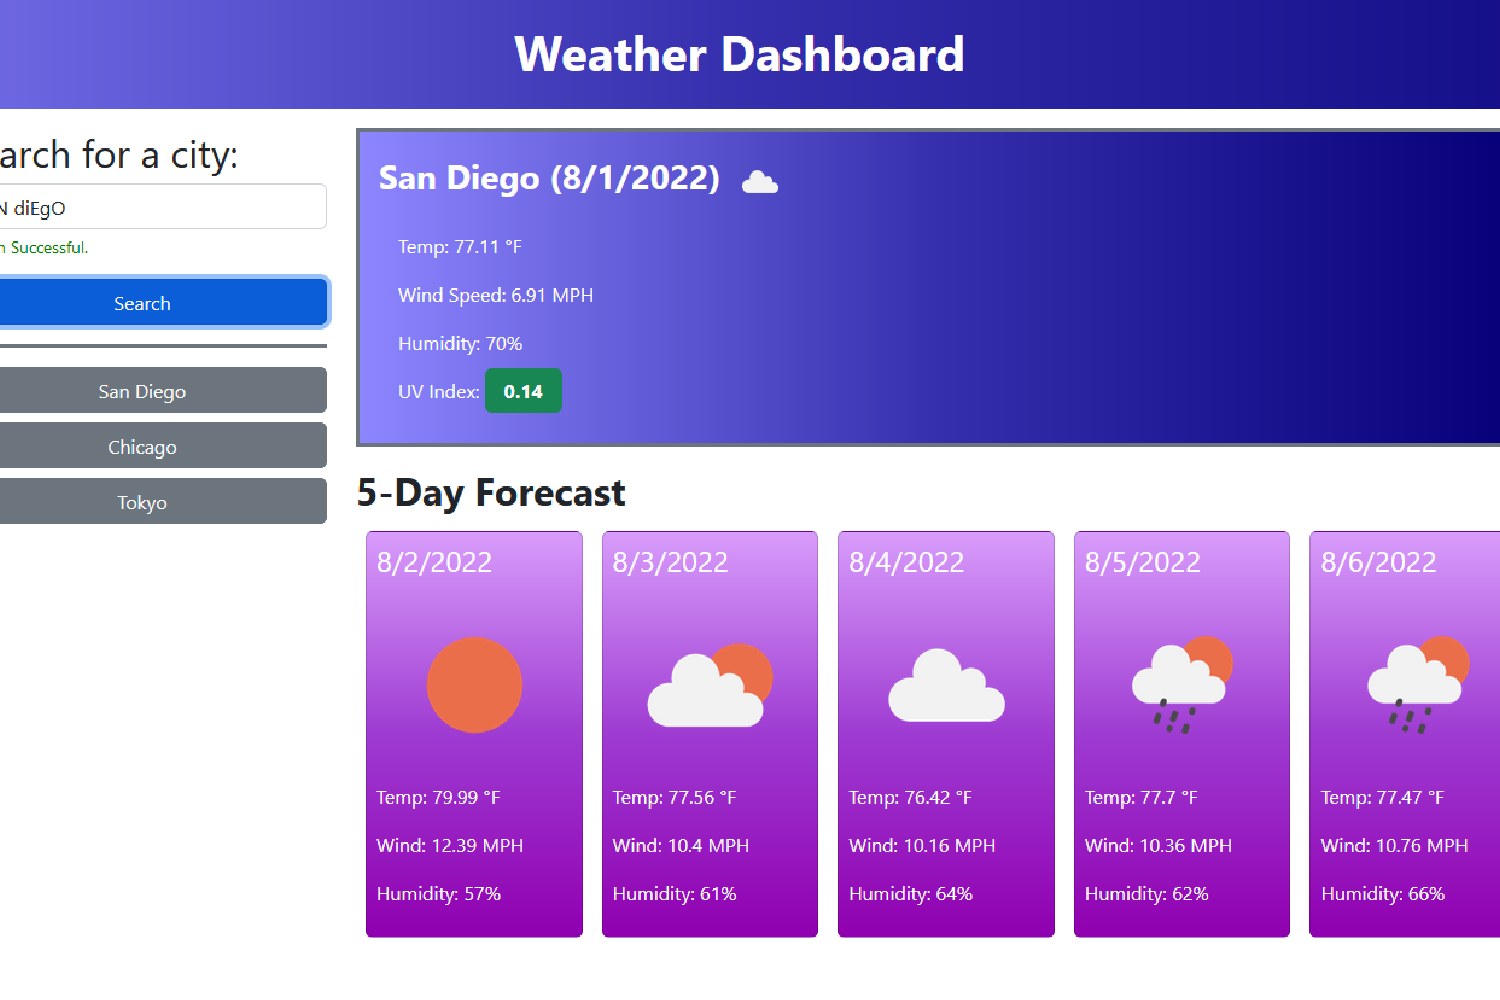 Weather Dashboard
arch for a city:
N diEgO
n Successful.
Search
San Diego
Chicago
Tokyo
San Diego (8/1/2022)
Temp: 77.11 °F
Wind Speed: 6.91 MPH
Humidity: 70%
UV Index: 0.14
5-Day Forecast
8/2/2022
Temp: 79.99 °F
Wind: 12.39 MPH
Humidity: 57%
8/3/2022
Temp: 77.56 °F
Wind: 10.4 MPH
Humidity: 61%
8/4/2022
Temp: 76.42 °F
Wind: 10.16 MPH
Humidity: 64%
8/5/2022
Temp: 77.7 °F
Wind: 10.36 MPH
Humidity: 62%
8/6/2022
Temp: 77.47 °F
Wind: 10.76 MPH
Humidity: 66%